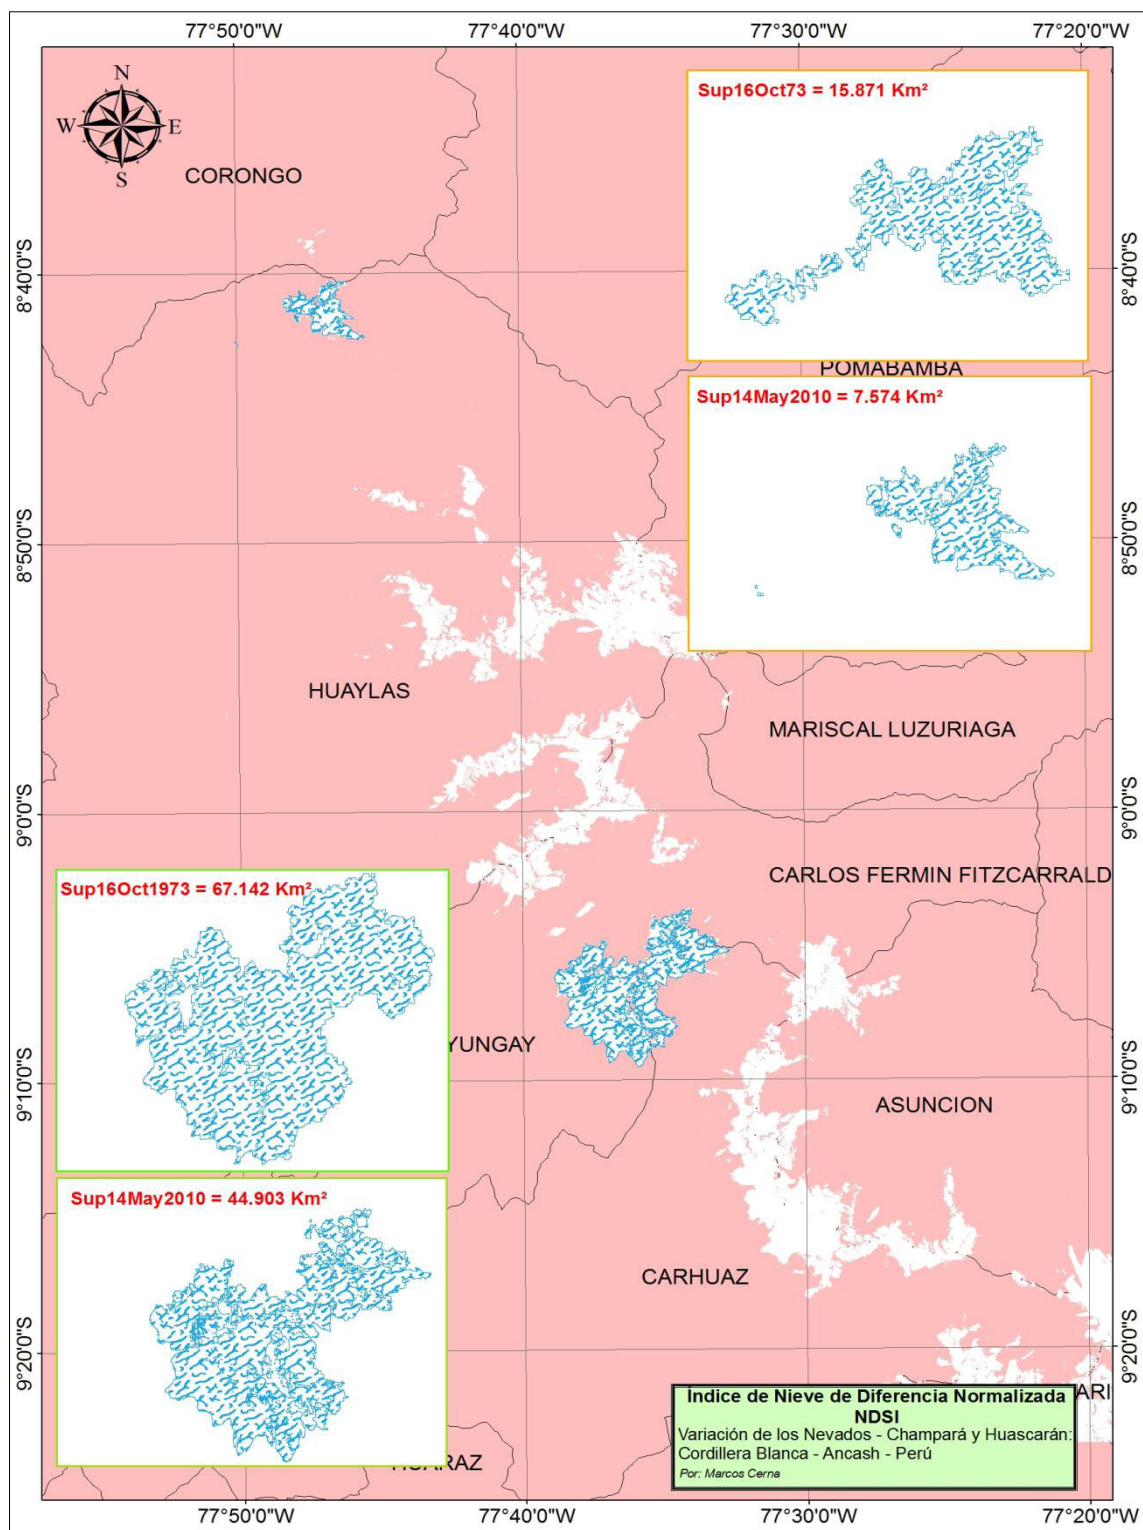 77°50'0"W
77°40'0"W
77°30'0"W
77°20'0"W
N
W
E
S
CORONGO
Sup16Oct73 = 15.871 Km²
8°40'0"S
8°40'0"S
POMABAMBA
Sup14May2010 = 7.574 Km²
8°50'0"S
8°50'0"S
HUAYLAS
MARISCAL LUZURIAGA
9°0'0"S
9°0'0"S
CARLOS FERMIN FITZCARRALD
Sup16Oct1973 = 67.142 Km²
YUNGAY
9°10'0"S
9°10'0"S
ASUNCION
Sup14May2010 = 44.903 Km²
CARHUAZ
9°20'0"S
9°20'0"S
ARI
Índice de Nieve de Diferencia Normalizada
NDSI
Variación de los Nevados - Champará y Huascarán:
Cordillera Blanca - Ancash - Perú
Por: Marcos Cerna
HUARAZ
77°50'0"W
77°40'0"W
77°30'0"W
77°20'0"W